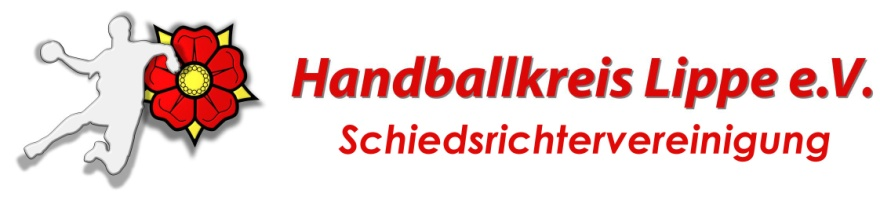 Handballkreis Lippe e.V.
Schiedsrichtervereinigung